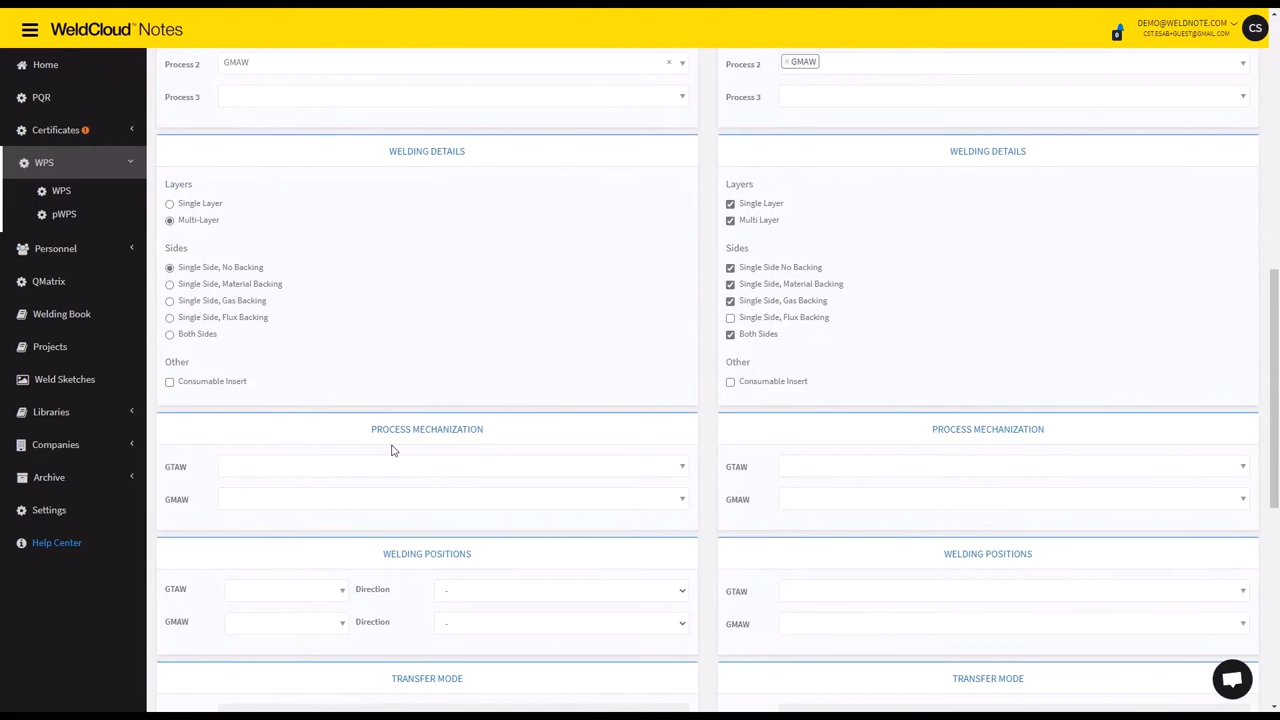 WeldCloud Notes
0
DEMO@WELDNOTE.COM
CST.ESAB+GUEST@GMAIL.COM
CS
Home
PQR
Certificates
WPS
WPS
pWPS
Personnel
QMatrix
Welding Book
Projects
Weld Sketches
Libraries
Companies
Archive
Settings
Help Center
Process 2 GMAW ×
Process 3
WELDING DETAILS
Layers
Single Layer
Multi-Layer
Sides
Single Side, No Backing
Single Side, Material Backing
Single Side, Gas Backing
Single Side, Flux Backing
Both Sides
Other
Consumable Insert
PROCESS MECHANIZATION
GTAW
GMAW
WELDING POSITIONS
GTAW Direction -
GMAW Direction -
TRANSFER MODE
Process 2 × GMAW
Process 3
WELDING DETAILS
Layers
Single Layer
Multi Layer
Sides
Single Side No Backing
Single Side, Material Backing
Single Side, Gas Backing
Single Side, Flux Backing
Both Sides
Other
Consumable Insert
PROCESS MECHANIZATION
GTAW
GMAW
WELDING POSITIONS
GTAW
GMAW
TRANSFER MODE